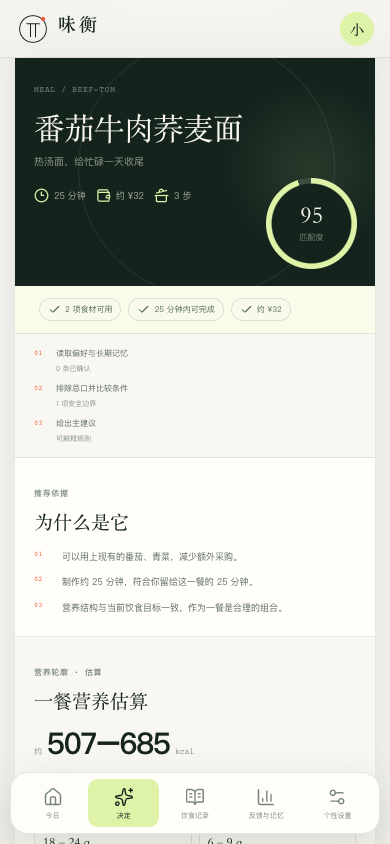 味衡
小
MEAL / BEEF-TOM
番茄牛肉荞麦面
热汤面，给忙碌一天收尾
25 分钟 约 ¥32 3 步
95
匹配度
2 项食材可用 25 分钟内可完成 约 ¥32
01 读取偏好与长期记忆
0 条已确认
02 排除忌口并比较条件
1 项安全边界
03 给出主建议
可解释规则
推荐依据
为什么是它
01 可以用上现有的番茄、青菜，减少额外采购。
02 制作约 25 分钟，符合你留给这一餐的 25 分钟。
03 营养结构与当前饮食目标一致，作为一餐是合理的组合。
营养轮廓 · 估算
一餐营养估算
约 507—685 kcal
今日 决定 饮食记录 反馈与记忆 个性设置
18–24 g 6–9 g